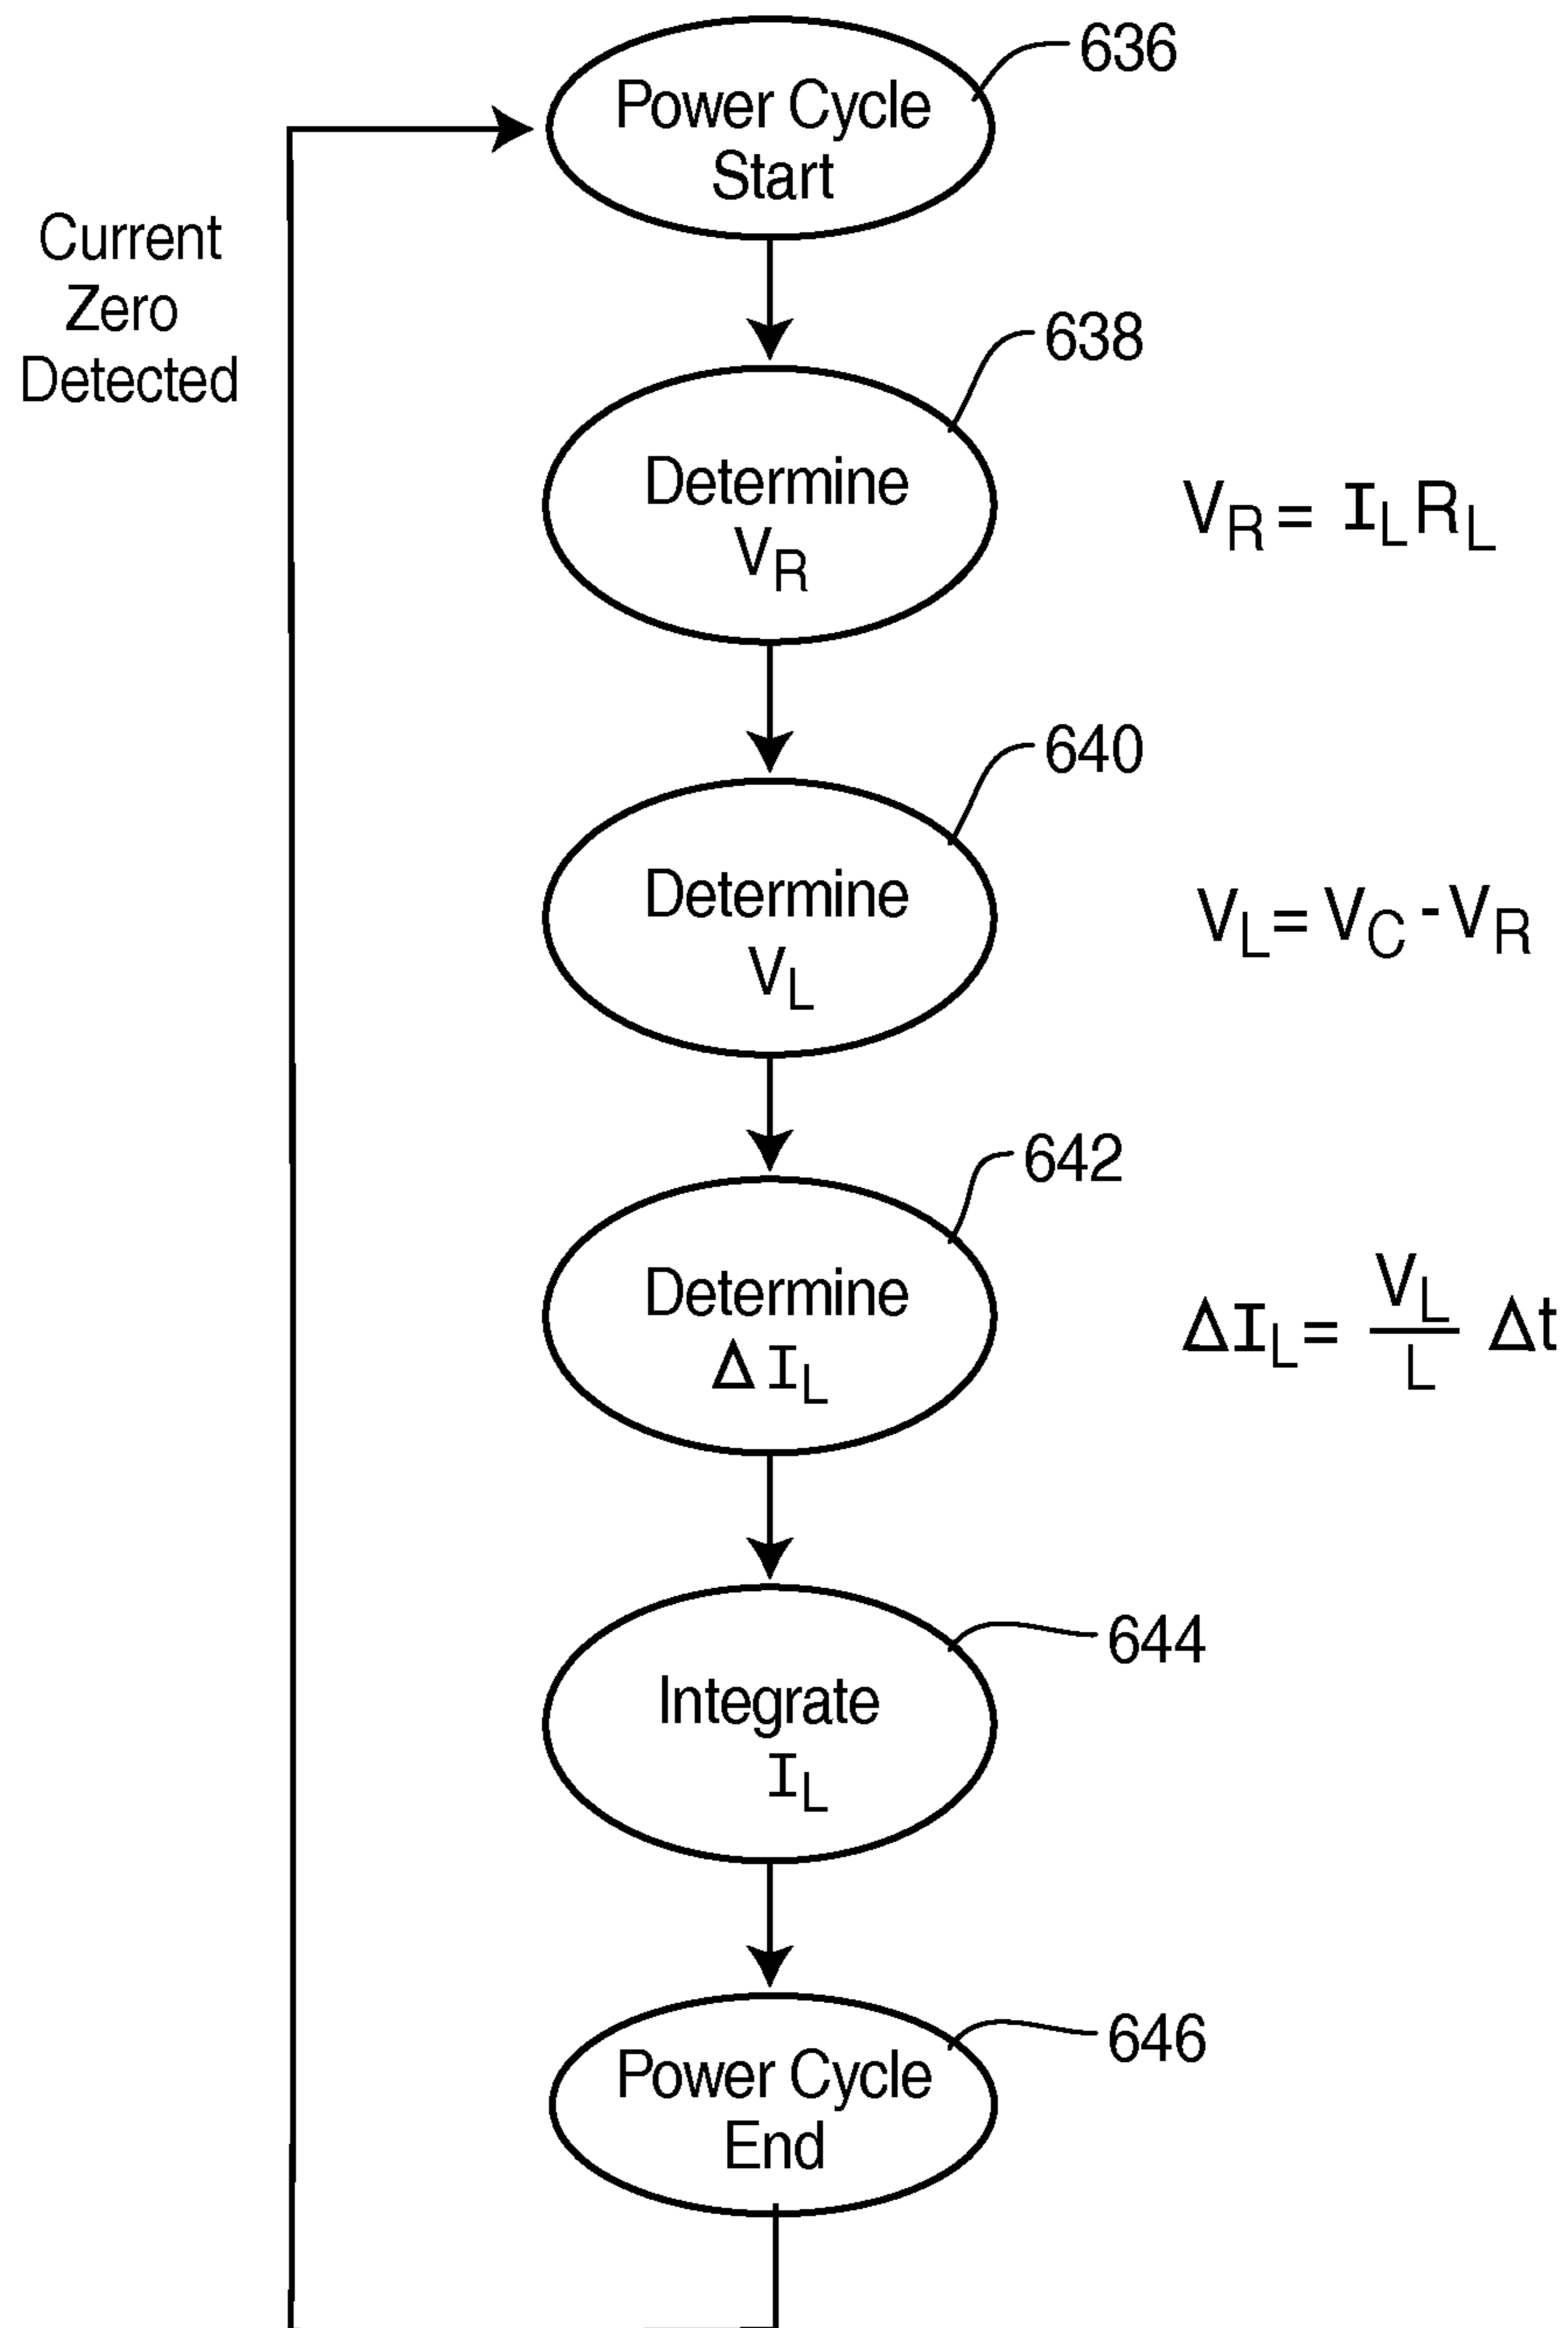 636
Power Cycle
Start
Current
Zero
Detected
638
Determine
V_R
V_R = I_L R_L
640
Determine
V_L
V_L = V_C - V_R
642
Determine
Δ I_L
ΔI_L = V_L / L Δt
644
Integrate
I_L
646
Power Cycle
End